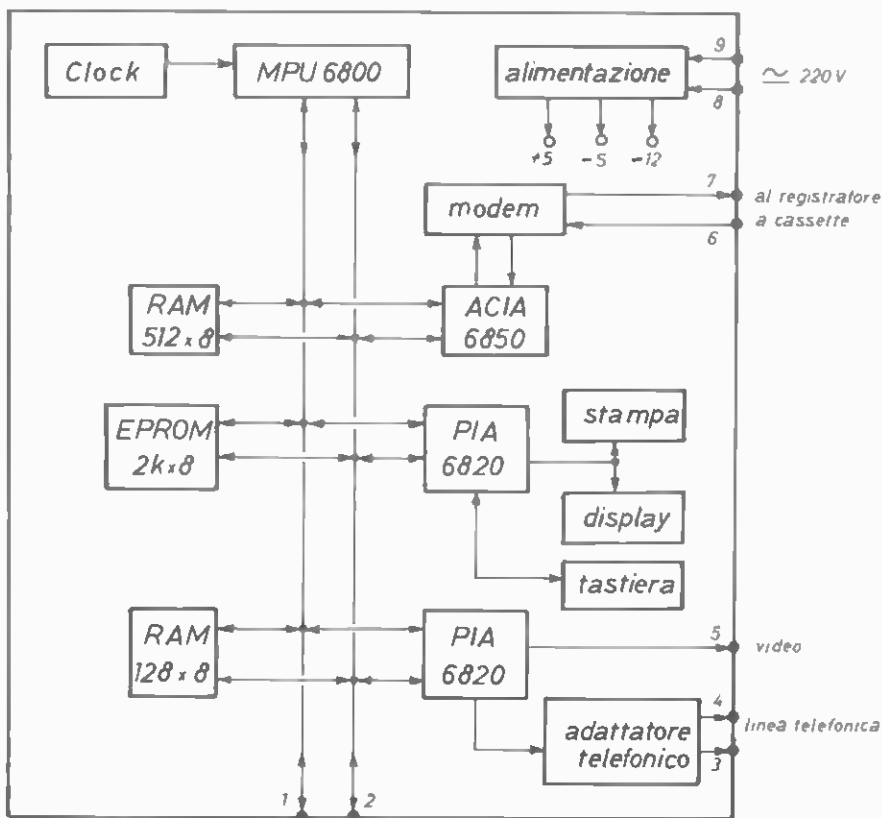 Clock
MPU 6800
alimentazione
9
8
≃ 220 V
+5
-5
-12
modem
7
6
al registratore
a cassette
RAM
512 x 8
ACIA
6850
EPROM
2k x 8
PIA
6820
stampa
display
tastiera
RAM
128 x 8
PIA
6820
5
video
adattatore
telefonico
4
3
linea telefonica
1
2